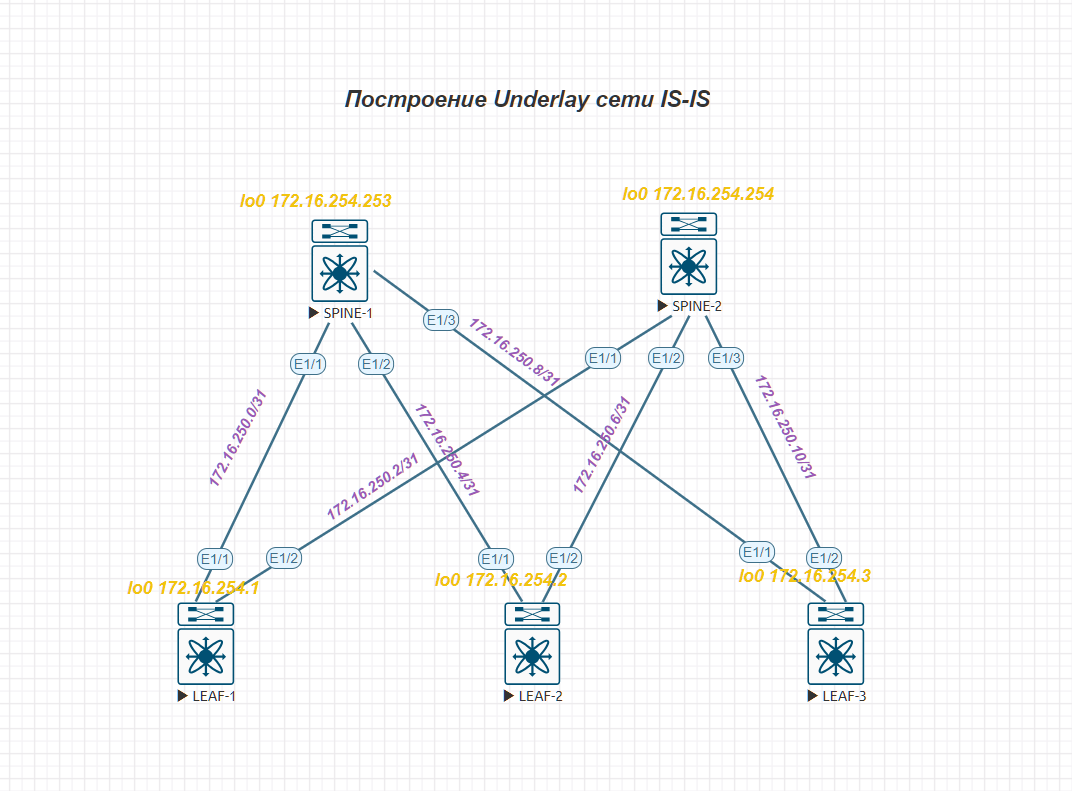 Построение Underlay сети IS-IS
lo0 172.16.254.253
lo0 172.16.254.254
SPINE-1
SPINE-2
E1/3
E1/1
E1/2
E1/1
E1/2
E1/3
172.16.250.8/31
172.16.250.0/31
172.16.250.4/31
172.16.250.2/31
172.16.250.6/31
172.16.250.10/31
E1/1
E1/2
E1/1
E1/2
E1/1
E1/2
lo0 172.16.254.1
lo0 172.16.254.2
lo0 172.16.254.3
LEAF-1
LEAF-2
LEAF-3